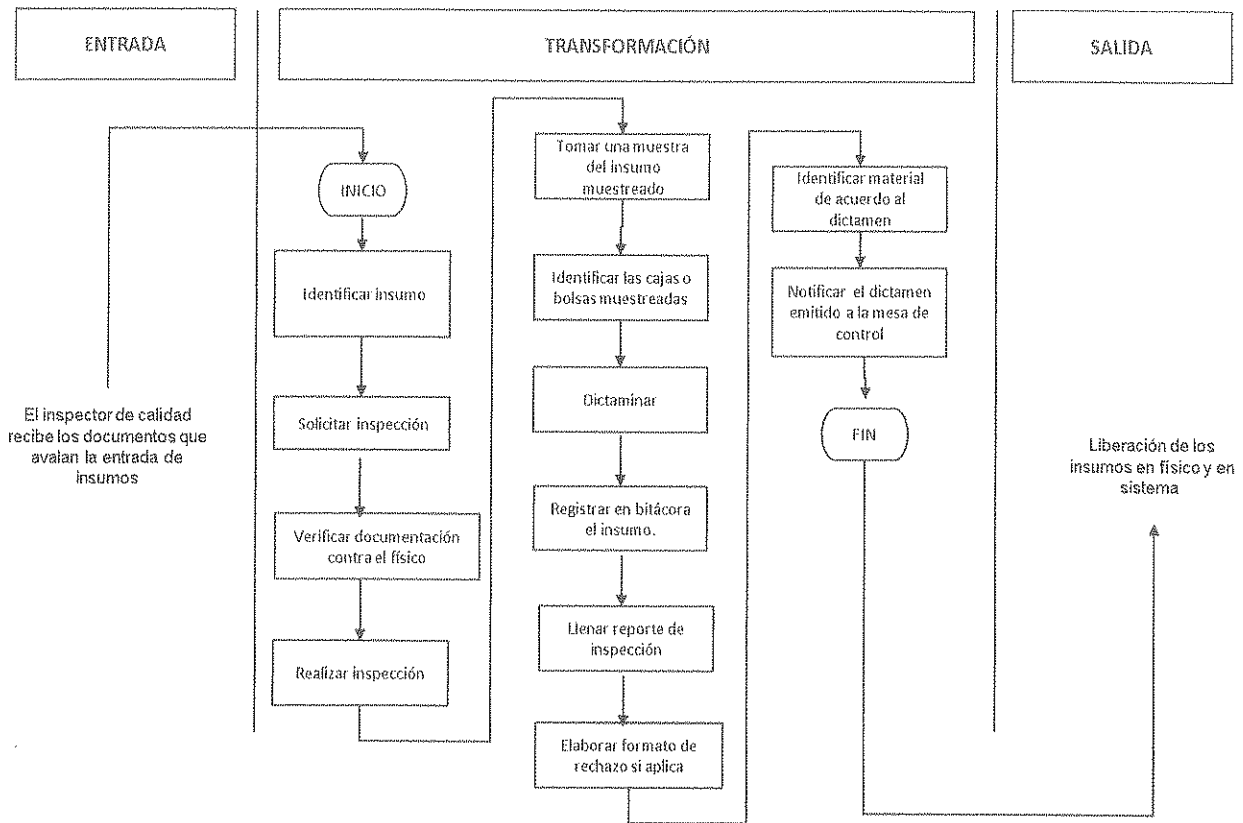 ENTRADA
TRANSFORMACIÓN
SALIDA
El inspector de calidad
recibe los documentos que
avalan la entrada de
insumos
INICIO
Identificar insumo
Solicitar inspección
Verificar documentación
contra el físico
Realizar inspección
Tomar una muestra
del insumo
muestreado
Identificar las cajas o
bolsas muestreadas
Dictaminar
Registrar en bitácora
el insumo.
Llenar reporte de
inspección
Elaborar formato de
rechazo si aplica
Identificar material
de acuerdo al
dictamen
Notificar el dictamen
emitido a la mesa de
control
FIN
Liberación de los
insumos en físico y en
sistema